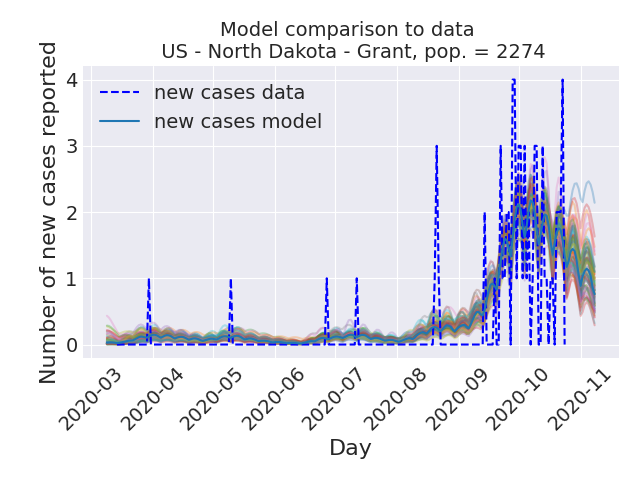 Model comparison to data
US - North Dakota - Grant, pop. = 2274
Number of new cases reported
4
3
2
1
0
new cases data
new cases model
2020-03
2020-04
2020-05
2020-06
2020-07
2020-08
2020-09
2020-10
2020-11
Day